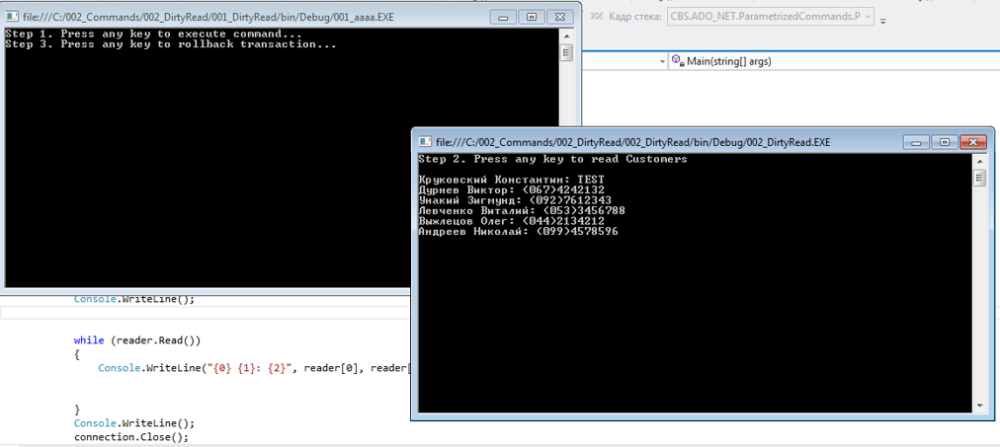 file:///C:/002_Commands/002_DirtyRead/001_DirtyRead/bin/Debug/001_aaaa.EXE
Кадр стека: CBS.ADO_NET.ParametrizedCommands.P
Step 1. Press any key to execute command...
Step 3. Press any key to rollback transaction...
Main(string[] args)
file:///C:/002_Commands/002_DirtyRead/002_DirtyRead/bin/Debug/002_DirtyRead.EXE
Step 2. Press any key to read Customers
Круковский Константин: TEST
Дурнев Виктор: (067)4242132
Унакий Зигмунд: (092)7612343
Левченко Виталий: (053)3456788
Выжлецов Олег: (044)2134212
Андреев Николай: (099)4578596
Console.WriteLine();
while (reader.Read())
{
Console.WriteLine("{0} {1}: {2}", reader[0], reader[
}
Console.WriteLine();
connection.Close();